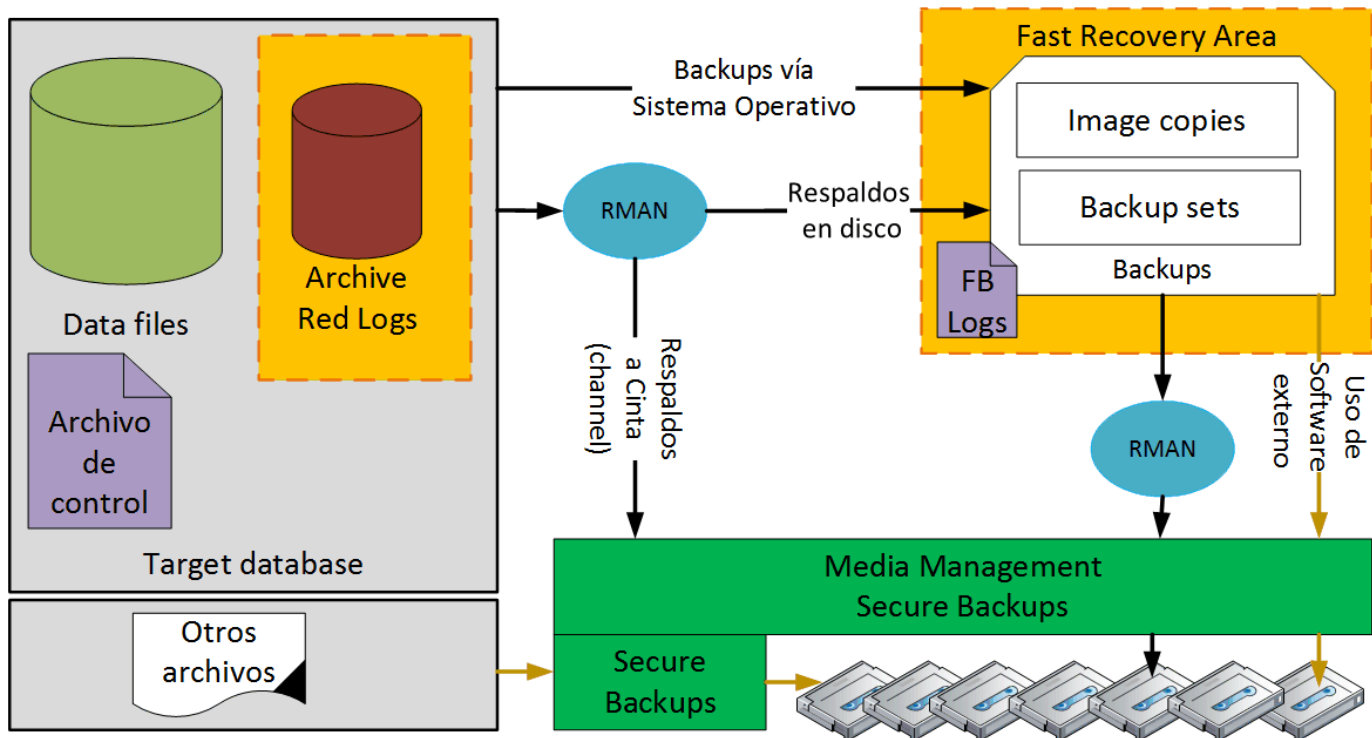 Data files
Archive
Red Logs
Archivo
de
control
Target database
Otros
archivos
Backups vía
Sistema Operativo
RMAN
Respaldos
en disco
Respaldos
a Cinta
(channel)
Fast Recovery Area
Image copies
Backup sets
Backups
FB
Logs
RMAN
Uso de
Software
externo
Media Management
Secure Backups
Secure
Backups